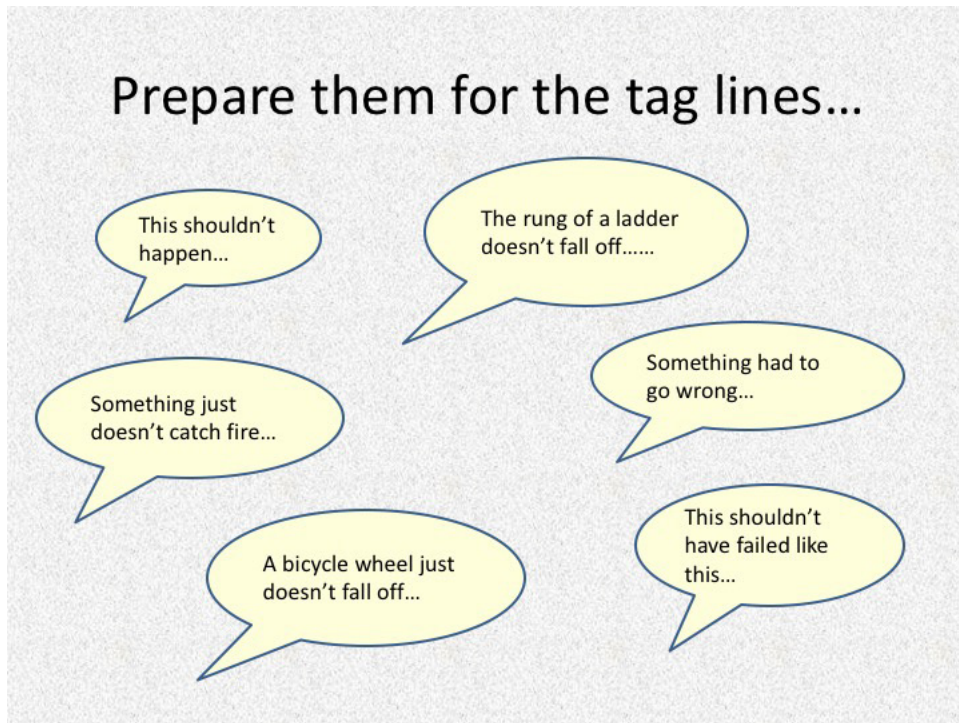 Prepare them for the tag lines…
This shouldn’t
happen…
The rung of a ladder
doesn’t fall off……
Something had to
go wrong…
Something just
doesn’t catch fire…
This shouldn’t
have failed like
this…
A bicycle wheel just
doesn’t fall off…